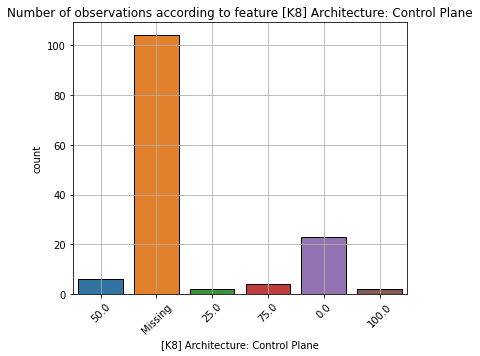 Number of observations according to feature [K8] Architecture: Control Plane
100
80
60
40
20
0
count
50.0
Missing
25.0
75.0
0.0
100.0
[K8] Architecture: Control Plane